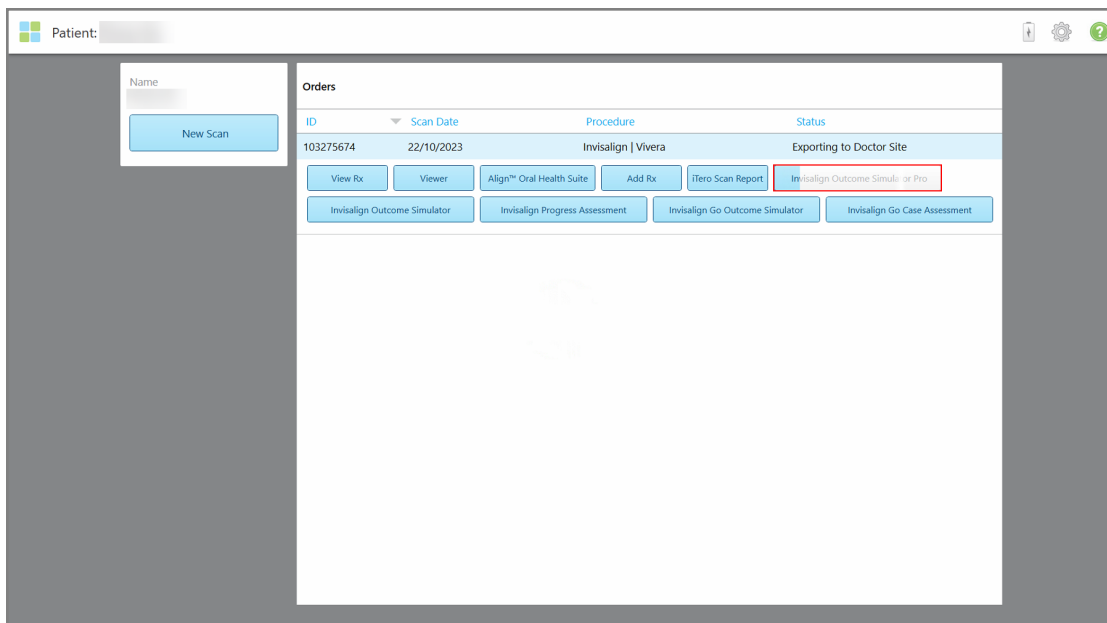 Patient:
?
Name
New Scan
Orders
ID Scan Date Procedure Status
103275674 22/10/2023 Invisalign | Vivera Exporting to Doctor Site
View Rx Viewer Align™ Oral Health Suite Add Rx iTero Scan Report Invisalign Outcome Simulator Pro
Invisalign Outcome Simulator Invisalign Progress Assessment Invisalign Go Outcome Simulator Invisalign Go Case Assessment